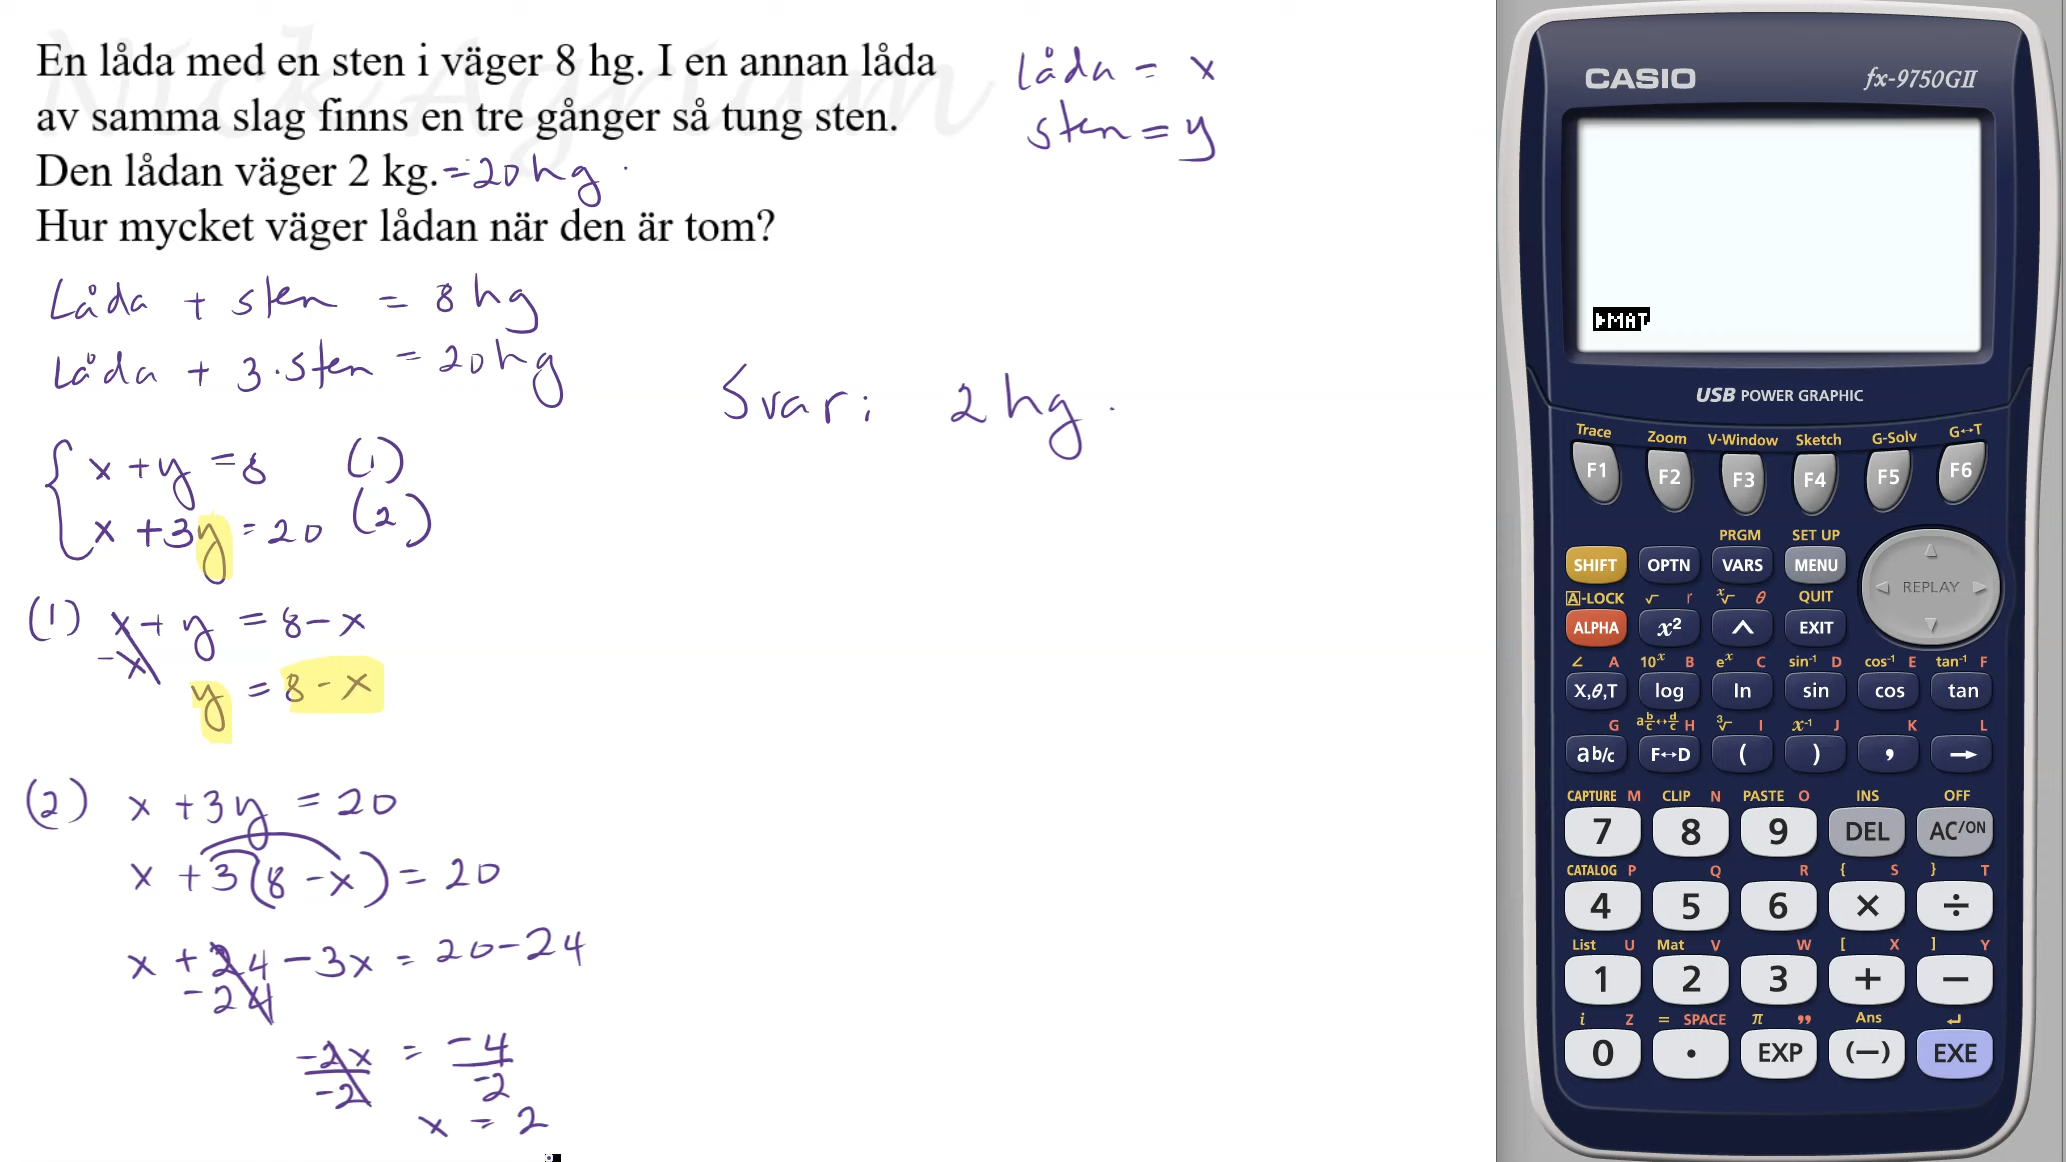 En låda med en sten i väger 8 hg. I en annan låda
av samma slag finns en tre gånger så tung sten.
Den lådan väger 2 kg. = 20 hg.
Hur mycket väger lådan när den är tom?
låda = x
sten = y
Låda + sten = 8 hg
Låda + 3 · sten = 20 hg
Svar: 2 hg.
x + y = 8 (1)
x + 3y = 20 (2)
(1) x + y = 8 - x
-x
y = 8 - x
(2) x + 3y = 20
x + 3(8 - x) = 20
x + 24 - 3x = 20 - 24
-24
-2x = -4
-2 -2
x = 2
Nick Agrium
CASIO fx-9750GII
▶MAT
USB POWER GRAPHIC
Trace Zoom V-Window Sketch G-Solv G↔T
F1 F2 F3 F4 F5 F6
PRGM SET UP
SHIFT OPTN VARS MENU
REPLAY
A-LOCK √ r ˣ√ θ QUIT
ALPHA x² ^ EXIT
∠ A 10ˣ B eˣ C sin⁻¹ D cos⁻¹ E tan⁻¹ F
X,θ,T log ln sin cos tan
G a b/c↔d/c H ³√ I x⁻¹ J K L
ab/c F↔D ( ) , →
CAPTURE M CLIP N PASTE O INS OFF
7 8 9 DEL AC/ON
CATALOG P Q R { S } T
4 5 6 × ÷
List U Mat V W [ X ] Y
1 2 3 + −
i Z = SPACE π " Ans ↵
0 . EXP (−) EXE